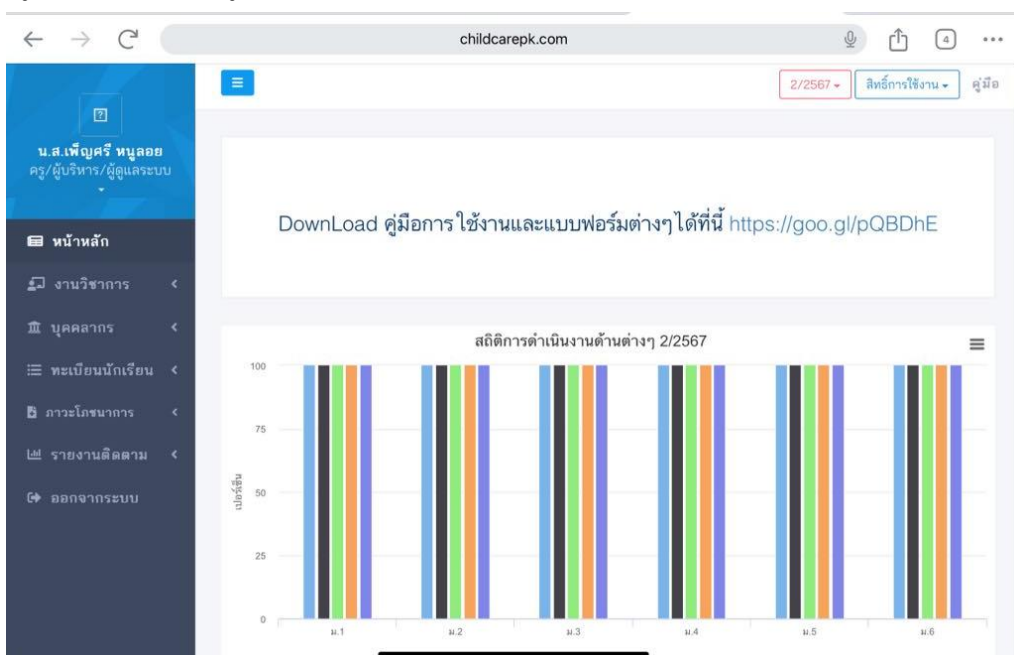 childcarepk.com
4
2/2567
สิทธิ์การใช้งาน
คู่มือ
น.ส.เพ็ญศรี หนูลอย
ครู/ผู้บริหาร/ผู้ดูแลระบบ
หน้าหลัก
งานวิชาการ
บุคคลากร
ทะเบียนนักเรียน
ภาวะโภชนาการ
รายงานติดตาม
ออกจากระบบ
DownLoad คู่มือการใช้งานและแบบฟอร์มต่างๆได้ที่นี้ https://goo.gl/pQBDhE
สถิติการดำเนินงานด้านต่างๆ 2/2567
เปอร์เซ็น
100
75
50
25
0
ม.1 ม.2 ม.3 ม.4 ม.5 ม.6